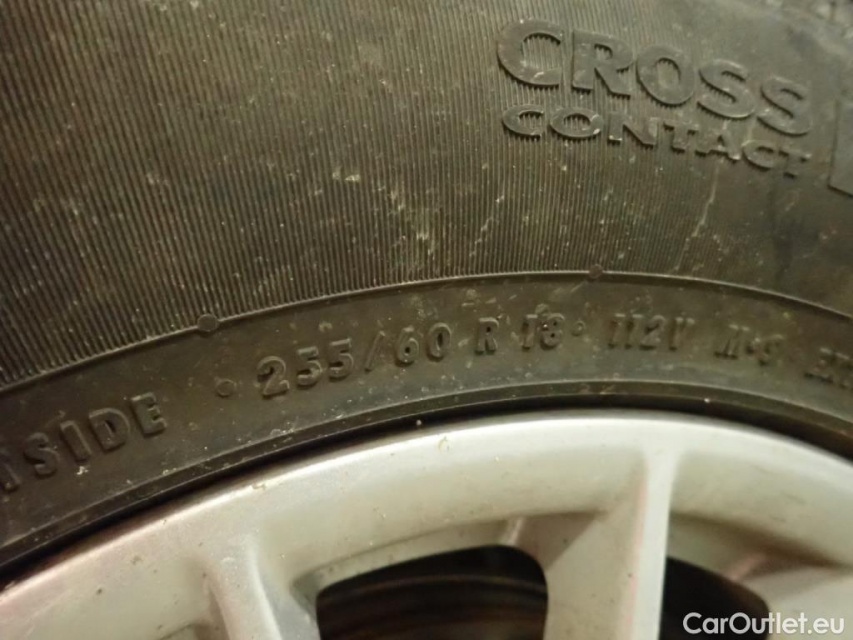 CROSS
CONTACT
SIDE · 255/60 R 18 · 112V M+S
CarOutlet.eu